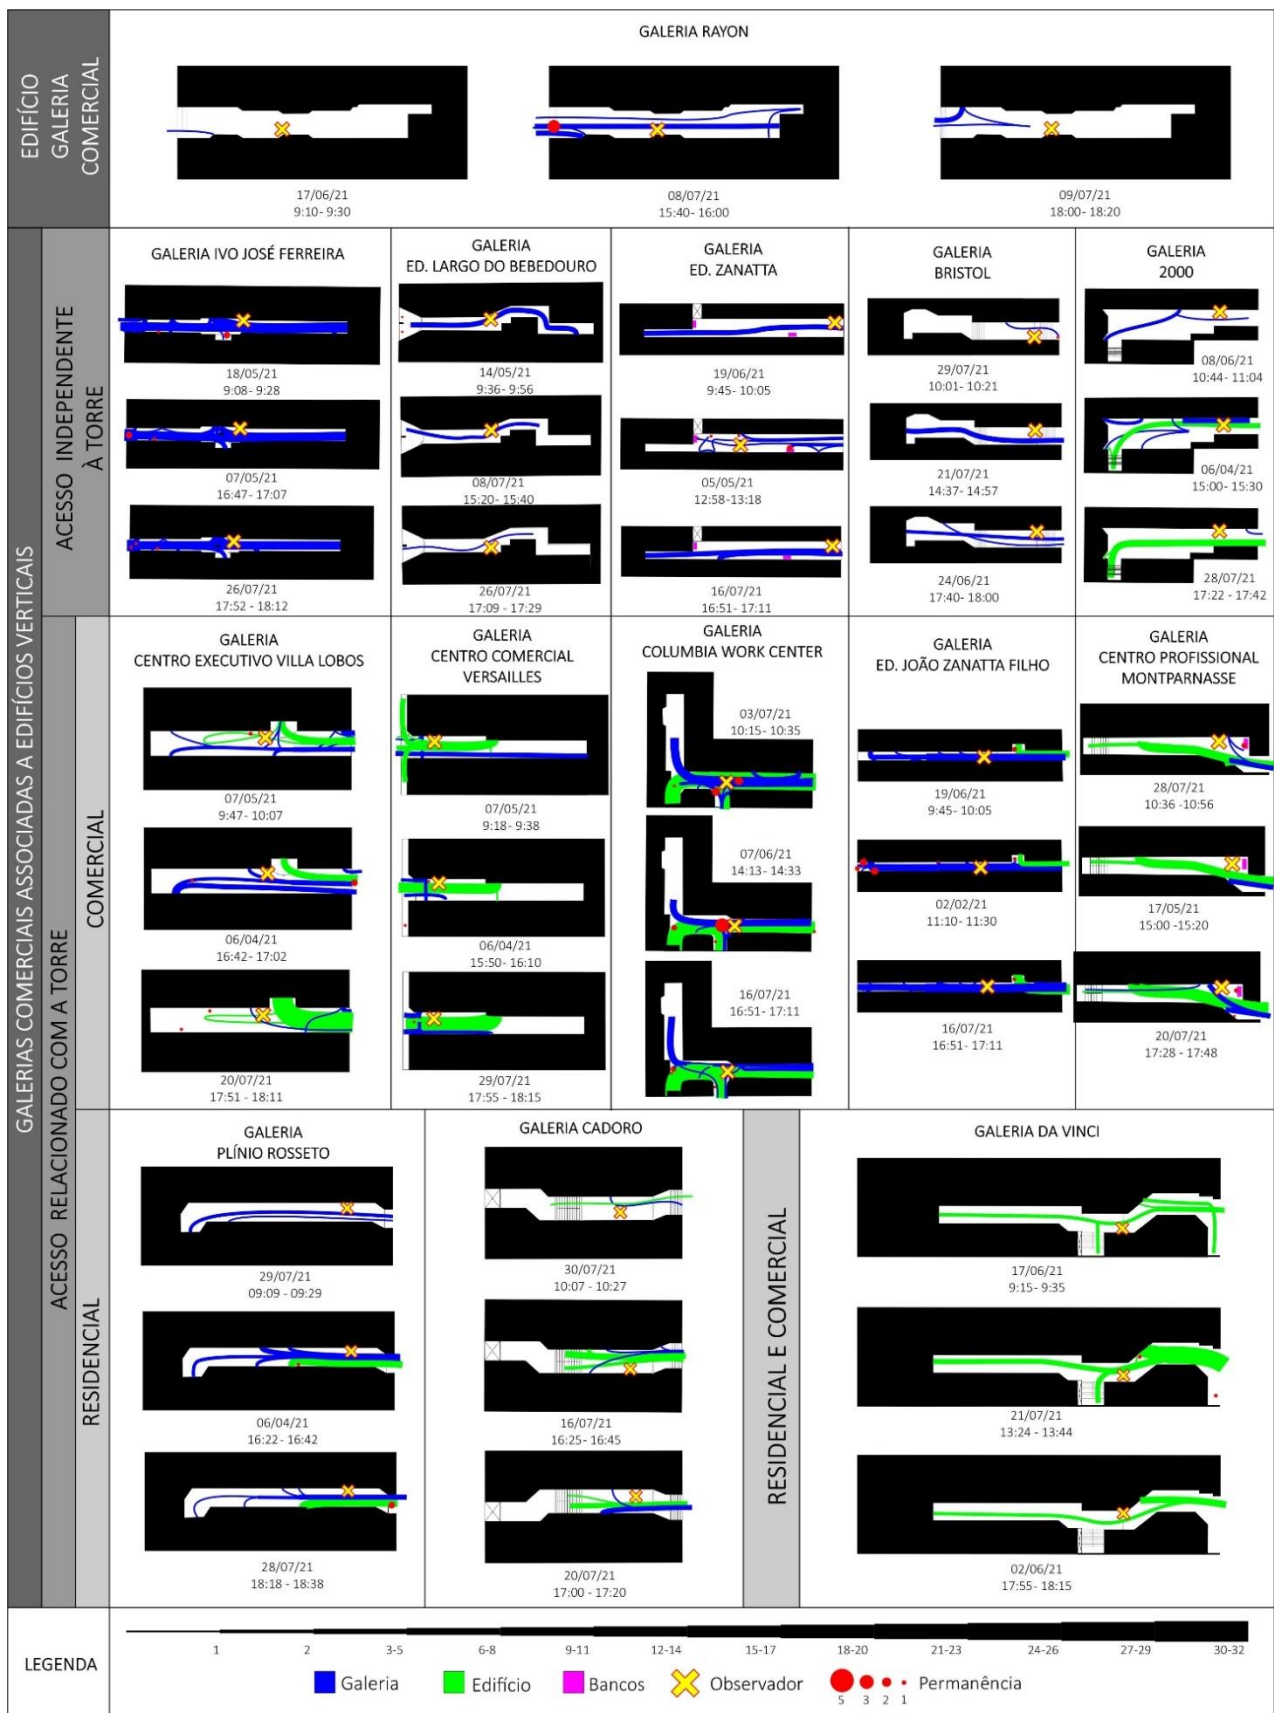 EDIFÍCIO
GALERIA
COMERCIAL
GALERIA RAYON
17/06/21
9:10- 9:30
08/07/21
15:40- 16:00
09/07/21
18:00- 18:20
GALERIAS COMERCIAIS ASSOCIADAS A EDIFÍCIOS VERTICAIS
ACESSO INDEPENDENTE
À TORRE
GALERIA IVO JOSÉ FERREIRA
18/05/21
9:08- 9:28
07/05/21
16:47- 17:07
26/07/21
17:52 - 18:12
GALERIA
ED. LARGO DO BEBEDOURO
14/05/21
9:36- 9:56
08/07/21
15:20- 15:40
26/07/21
17:09 - 17:29
GALERIA
ED. ZANATTA
19/06/21
9:45- 10:05
05/05/21
12:58-13:18
16/07/21
16:51- 17:11
GALERIA
BRISTOL
29/07/21
10:01- 10:21
21/07/21
14:37- 14:57
24/06/21
17:40- 18:00
GALERIA
2000
08/06/21
10:44- 11:04
06/04/21
15:00- 15:30
28/07/21
17:22 - 17:42
ACESSO RELACIONADO COM A TORRE
COMERCIAL
GALERIA
CENTRO EXECUTIVO VILLA LOBOS
07/05/21
9:47- 10:07
06/04/21
16:42- 17:02
20/07/21
17:51 - 18:11
GALERIA
CENTRO COMERCIAL
VERSAILLES
07/05/21
9:18- 9:38
06/04/21
15:50- 16:10
29/07/21
17:55 - 18:15
GALERIA
COLUMBIA WORK CENTER
03/07/21
10:15- 10:35
07/06/21
14:13- 14:33
16/07/21
16:51- 17:11
GALERIA
ED. JOÃO ZANATTA FILHO
19/06/21
9:45- 10:05
02/02/21
11:10- 11:30
16/07/21
16:51- 17:11
GALERIA
CENTRO PROFISSIONAL
MONTPARNASSE
28/07/21
10:36 -10:56
17/05/21
15:00 -15:20
20/07/21
17:28 - 17:48
RESIDENCIAL
GALERIA
PLÍNIO ROSSETO
29/07/21
09:09 - 09:29
06/04/21
16:22 - 16:42
28/07/21
18:18 - 18:38
GALERIA CADORO
30/07/21
10:07 - 10:27
16/07/21
16:25 - 16:45
20/07/21
17:00 - 17:20
RESIDENCIAL E COMERCIAL
GALERIA DA VINCI
17/06/21
9:15- 9:35
21/07/21
13:24 - 13:44
02/06/21
17:55- 18:15
LEGENDA
1 2 3-5 6-8 9-11 12-14 15-17 18-20 21-23 24-26 27-29 30-32
Galeria Edifício Bancos Observador Permanência
5 3 2 1